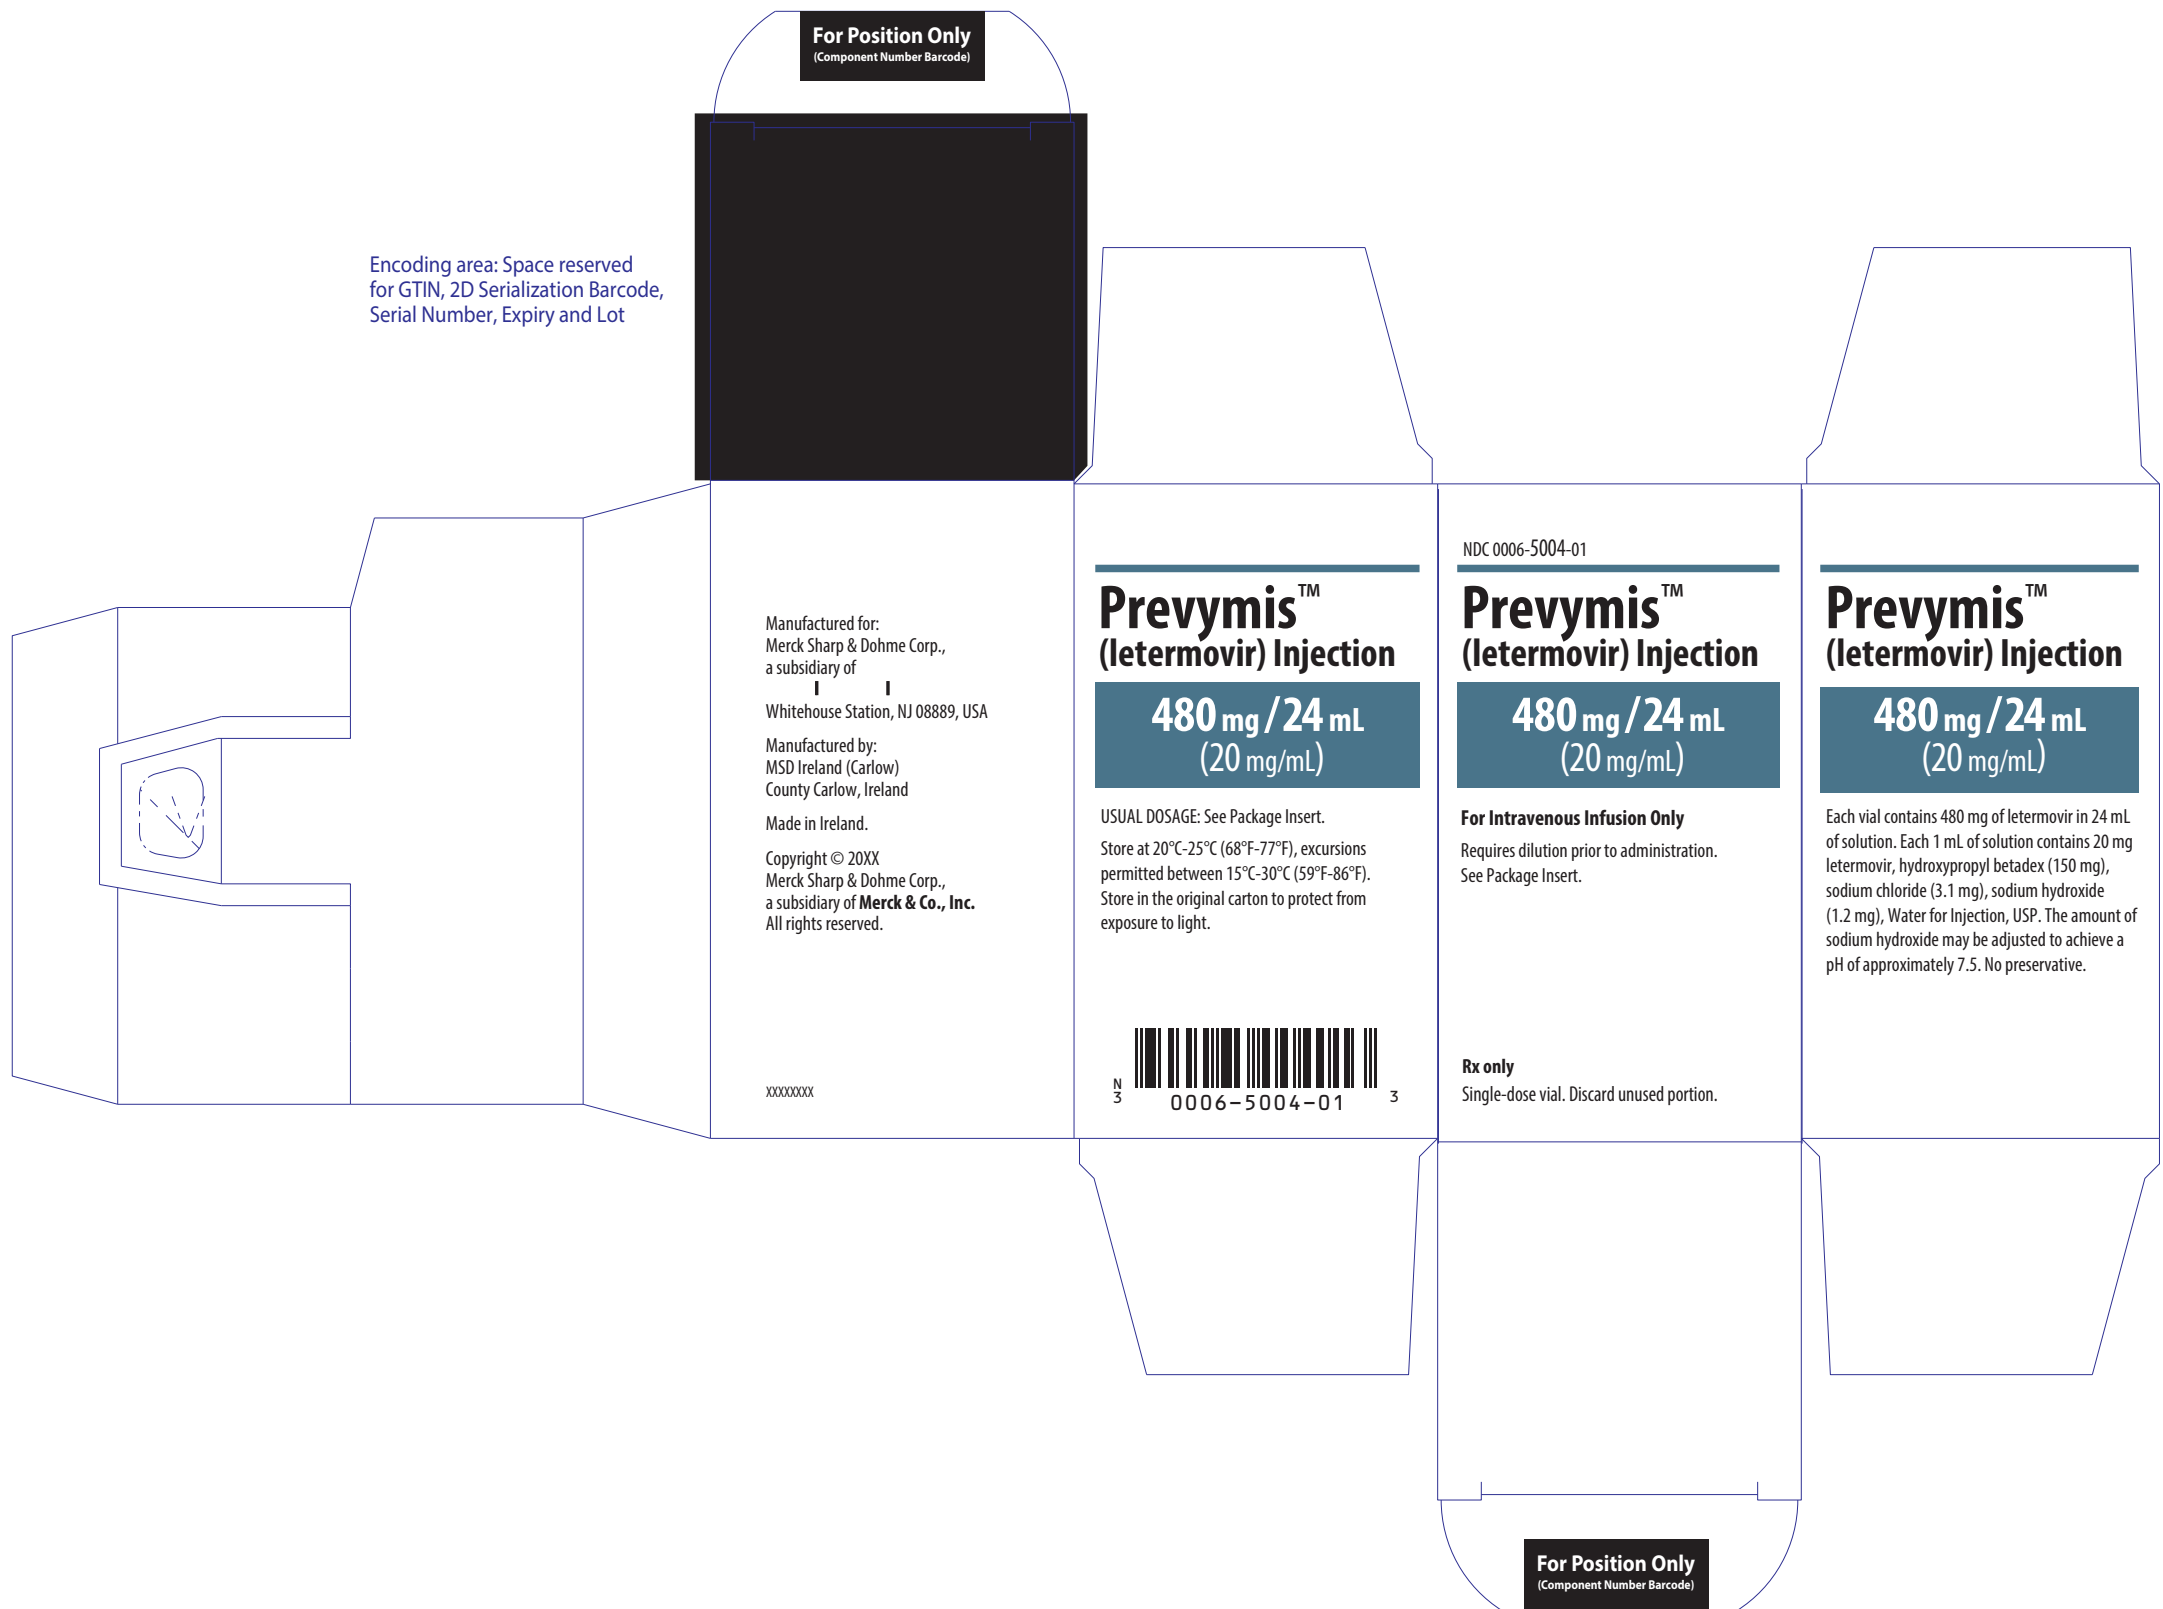 For Position Only
(Component Number Barcode)
Encoding area: Space reserved
for GTIN, 2D Serialization Barcode,
Serial Number, Expiry and Lot
Manufactured for:
Merck Sharp & Dohme Corp.,
a subsidiary of
Whitehouse Station, NJ 08889, USA
Manufactured by:
MSD Ireland (Carlow)
County Carlow, Ireland
Made in Ireland.
Copyright © 20XX
Merck Sharp & Dohme Corp.,
a subsidiary of Merck & Co., Inc.
All rights reserved.
XXXXXXXX
Prevymis™
(letermovir) Injection
480 mg/24 mL
(20 mg/mL)
USUAL DOSAGE: See Package Insert.
Store at 20°C-25°C (68°F-77°F), excursions
permitted between 15°C-30°C (59°F-86°F).
Store in the original carton to protect from
exposure to light.
N
3
0006-5004-01
3
NDC 0006-5004-01
Prevymis™
(letermovir) Injection
480 mg/24 mL
(20 mg/mL)
For Intravenous Infusion Only
Requires dilution prior to administration.
See Package Insert.
Rx only
Single-dose vial. Discard unused portion.
Prevymis™
(letermovir) Injection
480 mg/24 mL
(20 mg/mL)
Each vial contains 480 mg of letermovir in 24 mL
of solution. Each 1 mL of solution contains 20 mg
letermovir, hydroxypropyl betadex (150 mg),
sodium chloride (3.1 mg), sodium hydroxide
(1.2 mg), Water for Injection, USP. The amount of
sodium hydroxide may be adjusted to achieve a
pH of approximately 7.5. No preservative.
For Position Only
(Component Number Barcode)